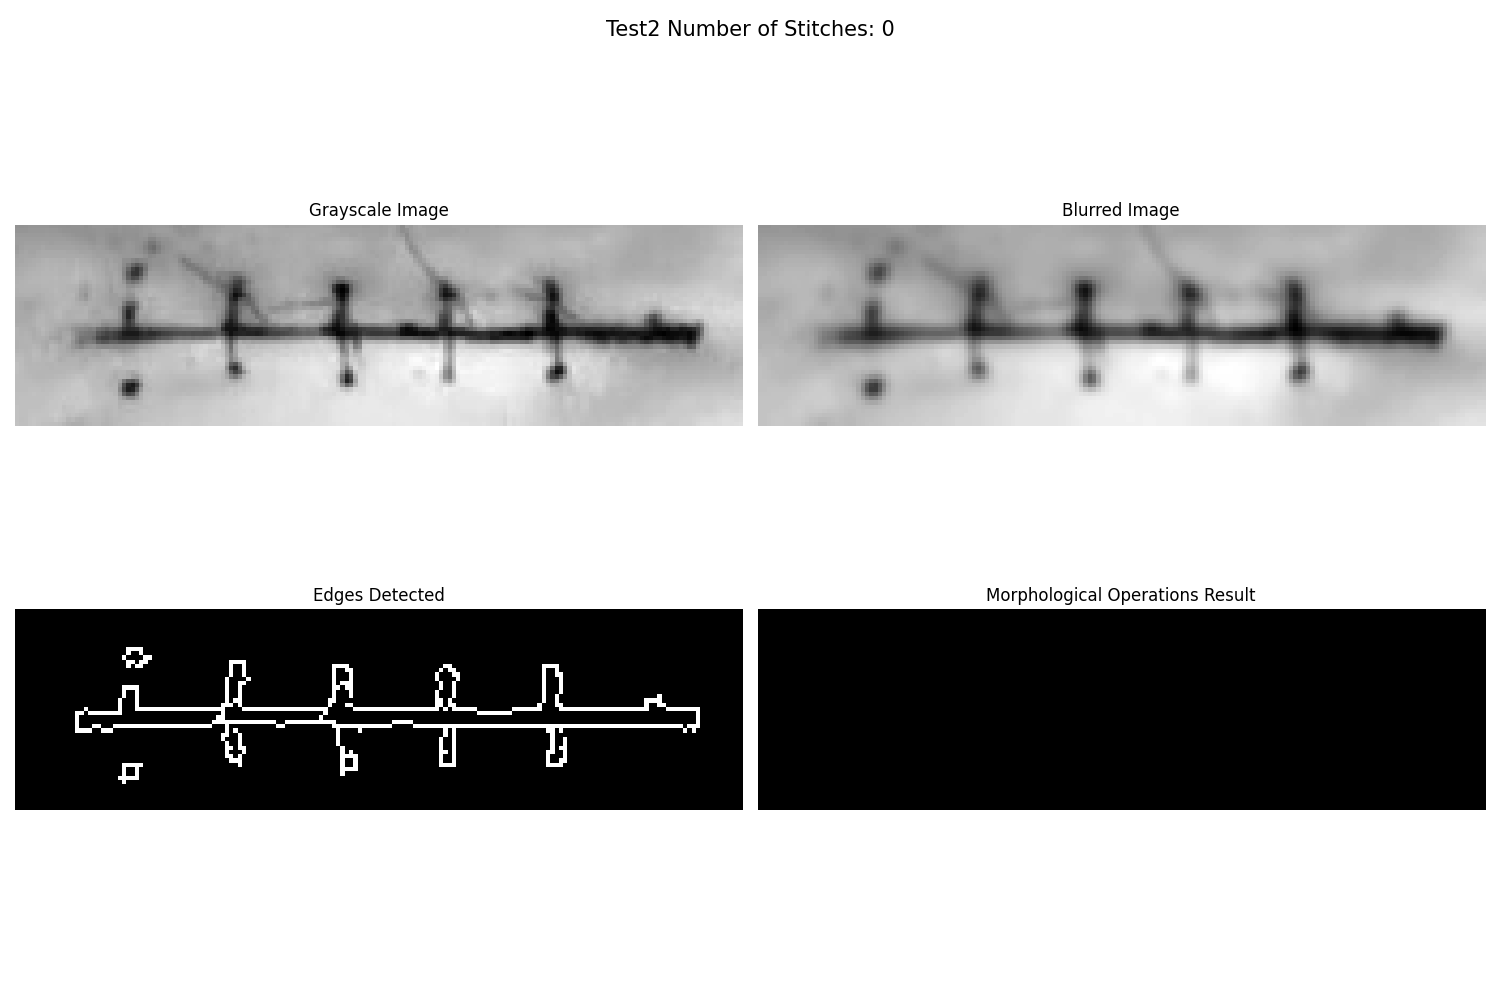 Test2 Number of Stitches: 0
Grayscale Image
Blurred Image
Edges Detected
Morphological Operations Result